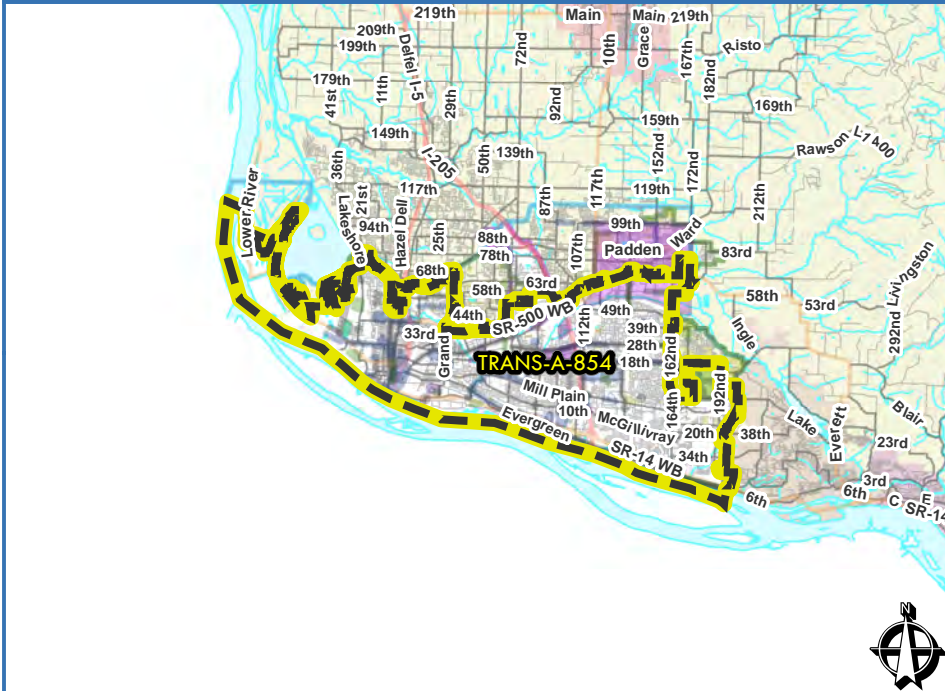 219th
Main
Main
219th
209th
199th
Delfel
I-5
72nd
10th
Grace
167th
Risto
179th
41st
11th
29th
92nd
182nd
169th
149th
159th
36th
I-205
50th
139th
152nd
Rawson
L1400
Lower River
Lakeshore
21st
117th
87th
117th
119th
172nd
212th
94th
Hazel Dell
25th
88th
78th
107th
99th
Padden
Ward
83rd
68th
58th
63rd
58th
53rd
292nd
Livingston
44th
SR-500 WB
112th
49th
33rd
Grand
39th
28th
18th
162nd
Ingle
TRANS-A-854
Mill Plain
10th
164th
192nd
Evergreen
McGillivray
20th
38th
Lake
Everett
Blair
23rd
SR-14 WB
34th
6th
3rd
6th
E
C
SR-14
N